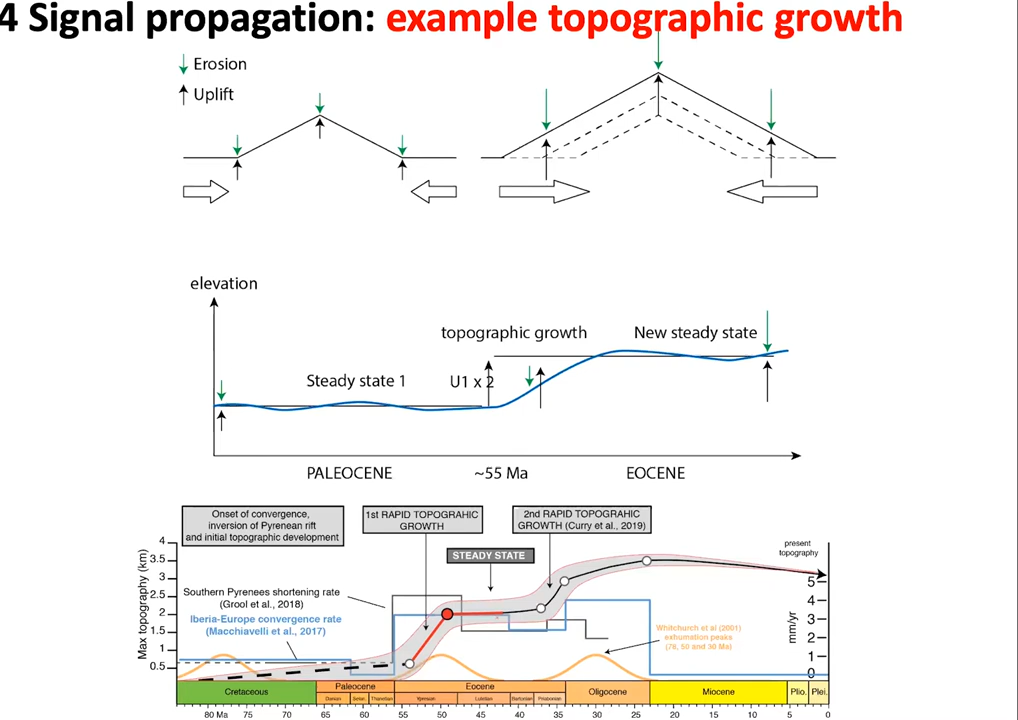 4 Signal propagation: example topographic growth
Erosion
Uplift
elevation
topographic growth
New steady state
Steady state 1
U1 x 2
PALEOCENE
~55 Ma
EOCENE
Onset of convergence,
inversion of Pyrenean rift
and initial topographic development
1st RAPID TOPOGRAHIC
GROWTH
2nd RAPID TOPOGRAHIC
GROWTH (Curry et al., 2019)
STEADY STATE
present
topography
Southern Pyrenees shortening rate
(Grool et al., 2018)
Iberia-Europe convergence rate
(Macchiavelli et al., 2017)
Whitchurch et al (2001)
exhumation peaks
(78, 50 and 30 Ma)
Max topography (km)
4
3.5
3
2.5
2
1.5
1
0.5
mm/yr
5
4
3
2
1
0
Cretaceous
Paleocene
Eocene
Oligocene
Miocene
Plio.
Plei.
Danian
Selan.
Thanetian
Ypresian
Lutetian
Bartonian
Priabonian
80 Ma 75 70 65 60 55 50 45 40 35 30 25 20 15 10 5 0